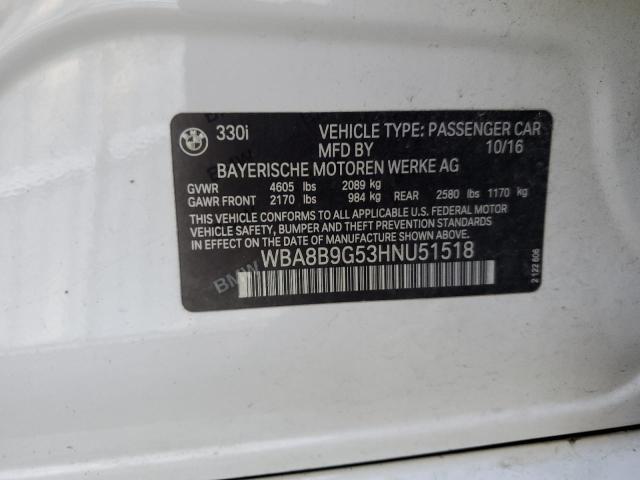 330i VEHICLE TYPE: PASSENGER CAR
MFD BY 10/16
BAYERISCHE MOTOREN WERKE AG
GVWR 4605 lbs 2089 kg
GAWR FRONT 2170 lbs 984 kg REAR 2580 lbs 1170 kg
THIS VEHICLE CONFORMS TO ALL APPLICABLE U.S. FEDERAL MOTOR
VEHICLE SAFETY, BUMPER AND THEFT PREVENTION STANDARDS
IN EFFECT ON THE DATE OF MANUFACTURE SHOWN ABOVE.
WBA8B9G53HNU51518
BMW
2 122 606